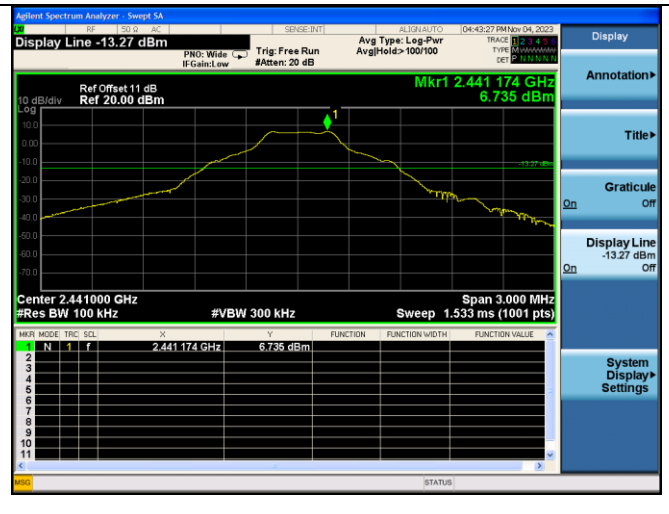 Agilent Spectrum Analyzer - Swept SA
RF 50 Ω AC SENSE:INT ALIGNAUTO 04:43:27 PM Nov 04, 2023
Display Line -13.27 dBm
PNO: Wide
IFGain:Low
Trig: Free Run
#Atten: 20 dB
Avg Type: Log-Pwr
Avg|Hold:> 100/100
TRACE 1 2 3 4 5 6
TYPE M
DET P N N N N N
Ref Offset 11 dB
Ref 20.00 dBm
10 dB/div
Log
Mkr1 2.441 174 GHz
6.735 dBm
1
10.0
0.00
-10.0
-13.27 dBm
-20.0
-30.0
-40.0
-50.0
-60.0
-70.0
Center 2.441000 GHz
#Res BW 100 kHz
#VBW 300 kHz
Span 3.000 MHz
Sweep 1.533 ms (1001 pts)
MKR MODE TRC SCL X Y FUNCTION FUNCTION WIDTH FUNCTION VALUE
1 N 1 f 2.441 174 GHz 6.735 dBm
2
3
4
5
6
7
8
9
10
11
MSG
STATUS
Display
Annotation
Title
Graticule
On Off
Display Line
-13.27 dBm
On Off
System
Display
Settings